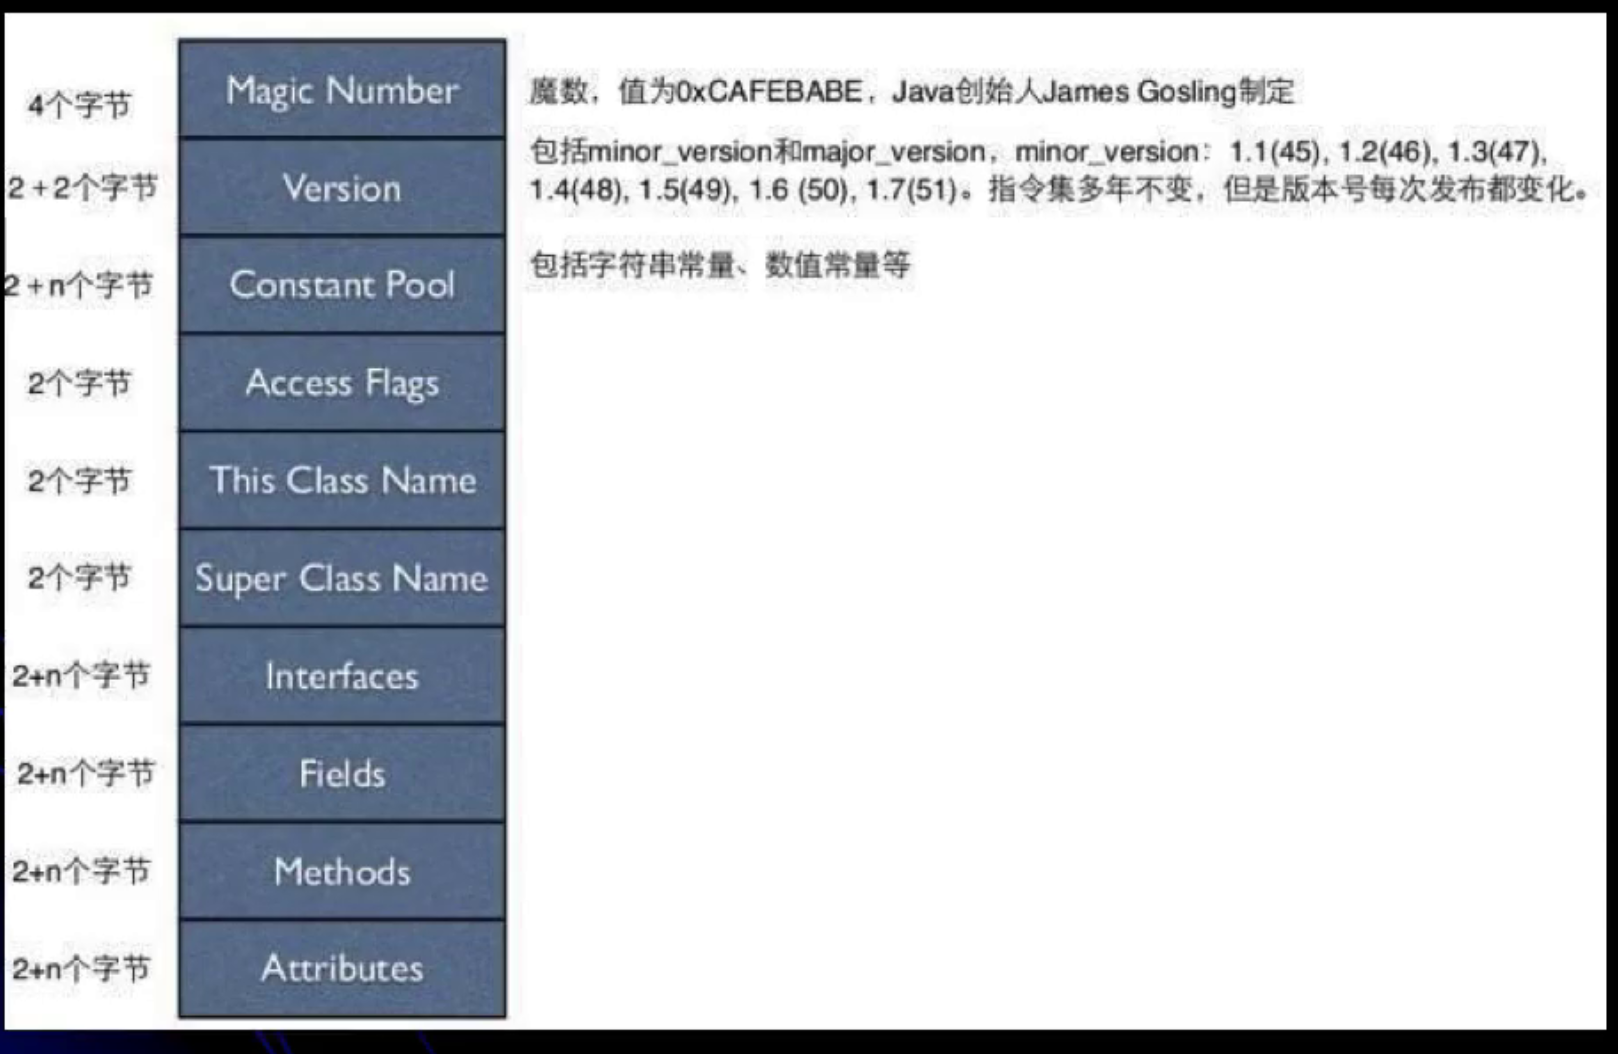 4个字节
Magic Number
魔数，值为0xCAFEBABE，Java创始人James Gosling制定
2+2个字节
Version
包括minor_version和major_version，minor_version：1.1(45), 1.2(46), 1.3(47),
1.4(48), 1.5(49), 1.6 (50), 1.7(51)。指令集多年不变，但是版本号每次发布都变化。
2+n个字节
Constant Pool
包括字符串常量、数值常量等
2个字节
Access Flags
2个字节
This Class Name
2个字节
Super Class Name
2+n个字节
Interfaces
2+n个字节
Fields
2+n个字节
Methods
2+n个字节
Attributes